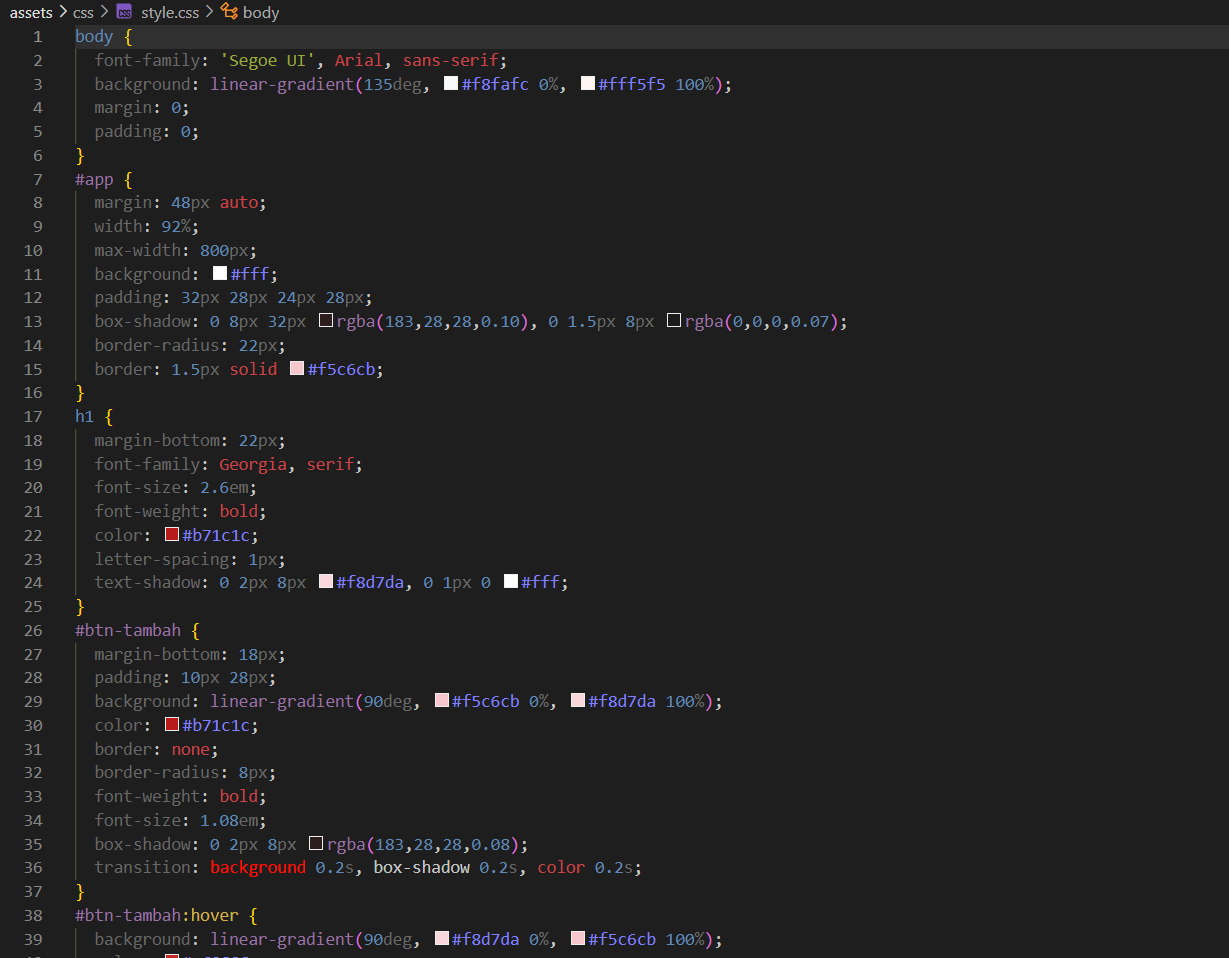 assets > css > style.css > body
1 body {
2 font-family: 'Segoe UI', Arial, sans-serif;
3 background: linear-gradient(135deg, #f8fafc 0%, #fff5f5 100%);
4 margin: 0;
5 padding: 0;
6 }
7 #app {
8 margin: 48px auto;
9 width: 92%;
10 max-width: 800px;
11 background: #fff;
12 padding: 32px 28px 24px 28px;
13 box-shadow: 0 8px 32px rgba(183,28,28,0.10), 0 1.5px 8px rgba(0,0,0,0.07);
14 border-radius: 22px;
15 border: 1.5px solid #f5c6cb;
16 }
17 h1 {
18 margin-bottom: 22px;
19 font-family: Georgia, serif;
20 font-size: 2.6em;
21 font-weight: bold;
22 color: #b71c1c;
23 letter-spacing: 1px;
24 text-shadow: 0 2px 8px #f8d7da, 0 1px 0 #fff;
25 }
26 #btn-tambah {
27 margin-bottom: 18px;
28 padding: 10px 28px;
29 background: linear-gradient(90deg, #f5c6cb 0%, #f8d7da 100%);
30 color: #b71c1c;
31 border: none;
32 border-radius: 8px;
33 font-weight: bold;
34 font-size: 1.08em;
35 box-shadow: 0 2px 8px rgba(183,28,28,0.08);
36 transition: background 0.2s, box-shadow 0.2s, color 0.2s;
37 }
38 #btn-tambah:hover {
39 background: linear-gradient(90deg, #f8d7da 0%, #f5c6cb 100%);